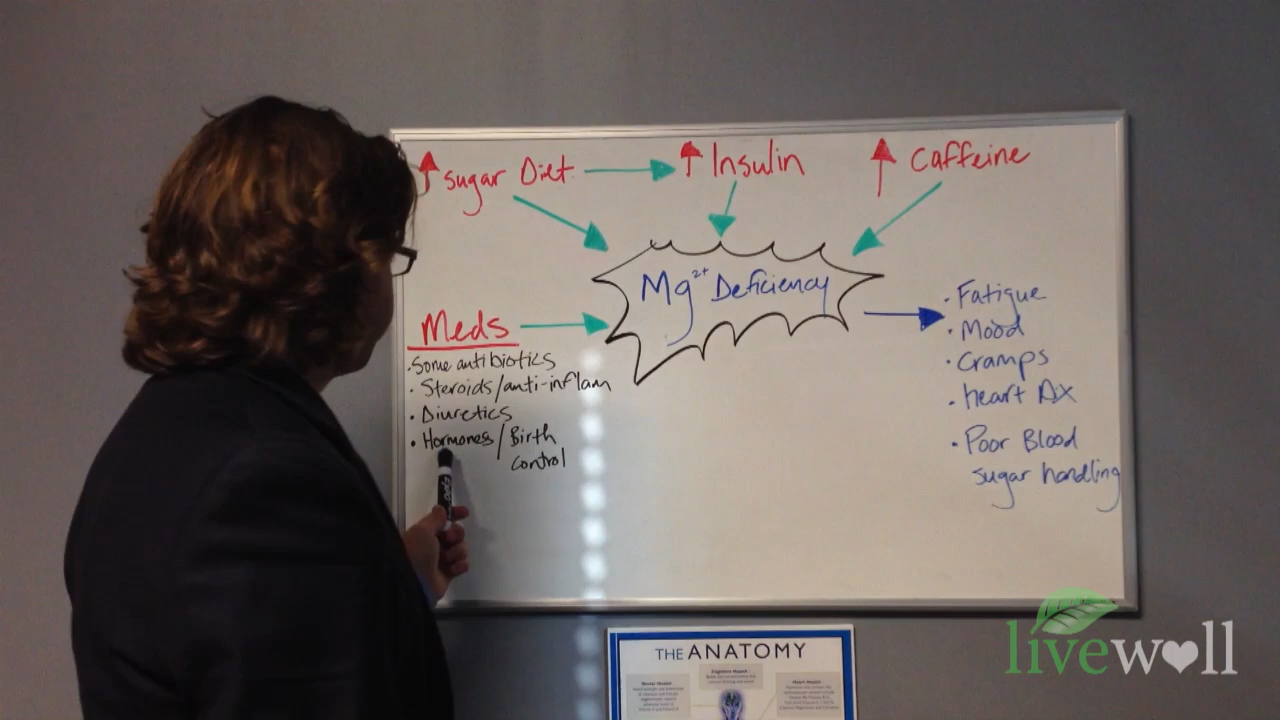 ↑ Sugar Diet → ↑ Insulin ↑ Caffeine
Mg²⁺ Deficiency
Meds
· Some antibiotics
· Steroids/anti-inflam
· Diuretics
· Hormones / Birth
control
· Fatigue
· Mood
· Cramps
· heart Dx
· Poor Blood
sugar handling
expo
THE ANATOMY
livewell